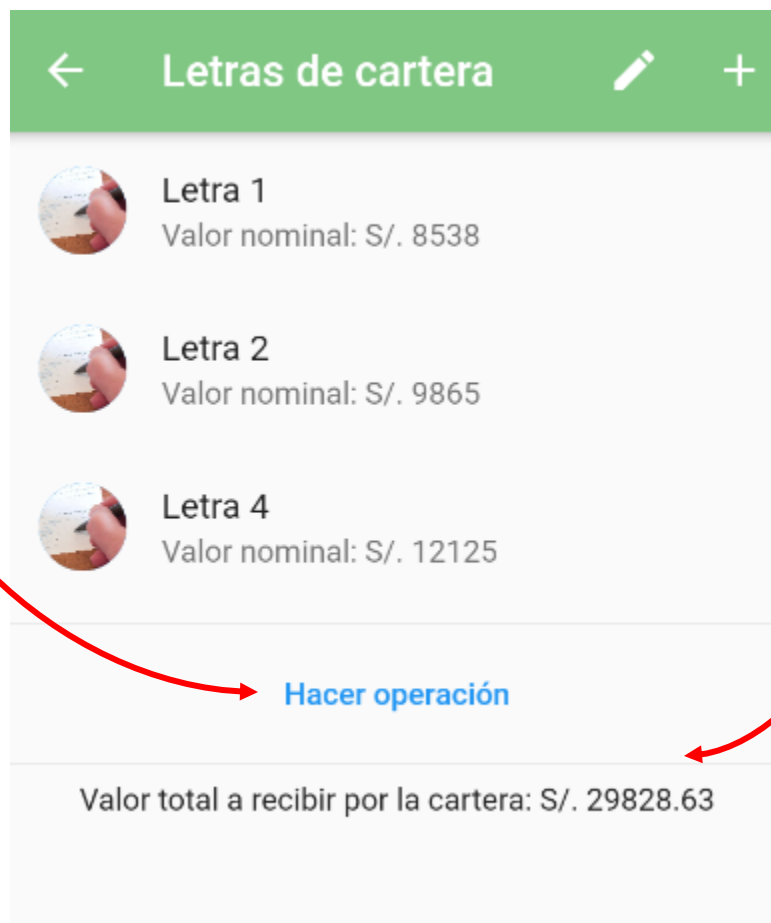 Letras de cartera
Letra 1
Valor nominal: S/. 8538
Letra 2
Valor nominal: S/. 9865
Letra 4
Valor nominal: S/. 12125
Hacer operación
Valor total a recibir por la cartera: S/. 29828.63